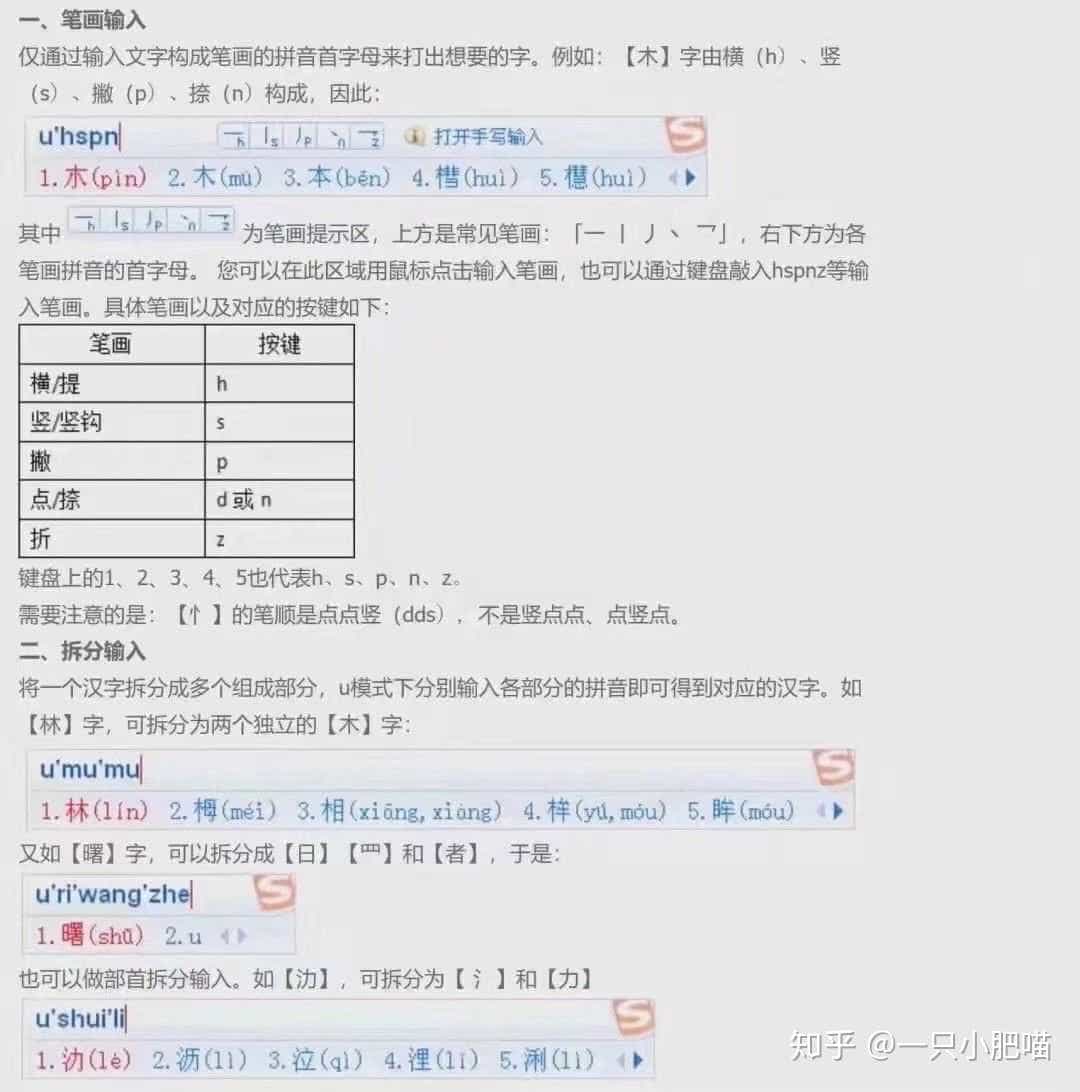 一、笔画输入
仅通过输入文字构成笔画的拼音首字母来打出想要的字。例如：【木】字由横（h）、竖
（s）、撇（p）、捺（n）构成，因此：
u'hspn 一h 丨s 丿p 丶n 乛z 打开手写输入
1.朩(pìn) 2.木(mù) 3.本(běn) 4.槥(huì) 5.櫘(huì)
其中 一h 丨s 丿p 丶n 乛z 为笔画提示区，上方是常见笔画：「一 丨 丿 丶 乛」，右下方为各
笔画拼音的首字母。 您可以在此区域用鼠标点击输入笔画，也可以通过键盘敲入hspnz等输
入笔画。具体笔画以及对应的按键如下：
笔画 按键
横/提 h
竖/竖钩 s
撇 p
点/捺 d 或 n
折 z
键盘上的1、2、3、4、5也代表h、s、p、n、z。
需要注意的是：【忄】的笔顺是点点竖（dds），不是竖点点、点竖点。
二、拆分输入
将一个汉字拆分成多个组成部分，u模式下分别输入各部分的拼音即可得到对应的汉字。如
【林】字，可拆分为两个独立的【木】字：
u'mu'mu
1.林(lín) 2.栂(méi) 3.相(xiāng,xiàng) 4.桙(yú,móu) 5.眸(móu)
又如【曙】字，可以拆分成【日】【罒】和【者】，于是：
u'ri'wang'zhe
1.曙(shǔ) 2.u
也可以做部首拆分输入。如【氻】，可拆分为【氵】和【力】
u'shui'li
1.氻(lè) 2.沥(lì) 3.泣(qì) 4.浬(lǐ) 5.浰(lì)
知乎 @一只小肥喵